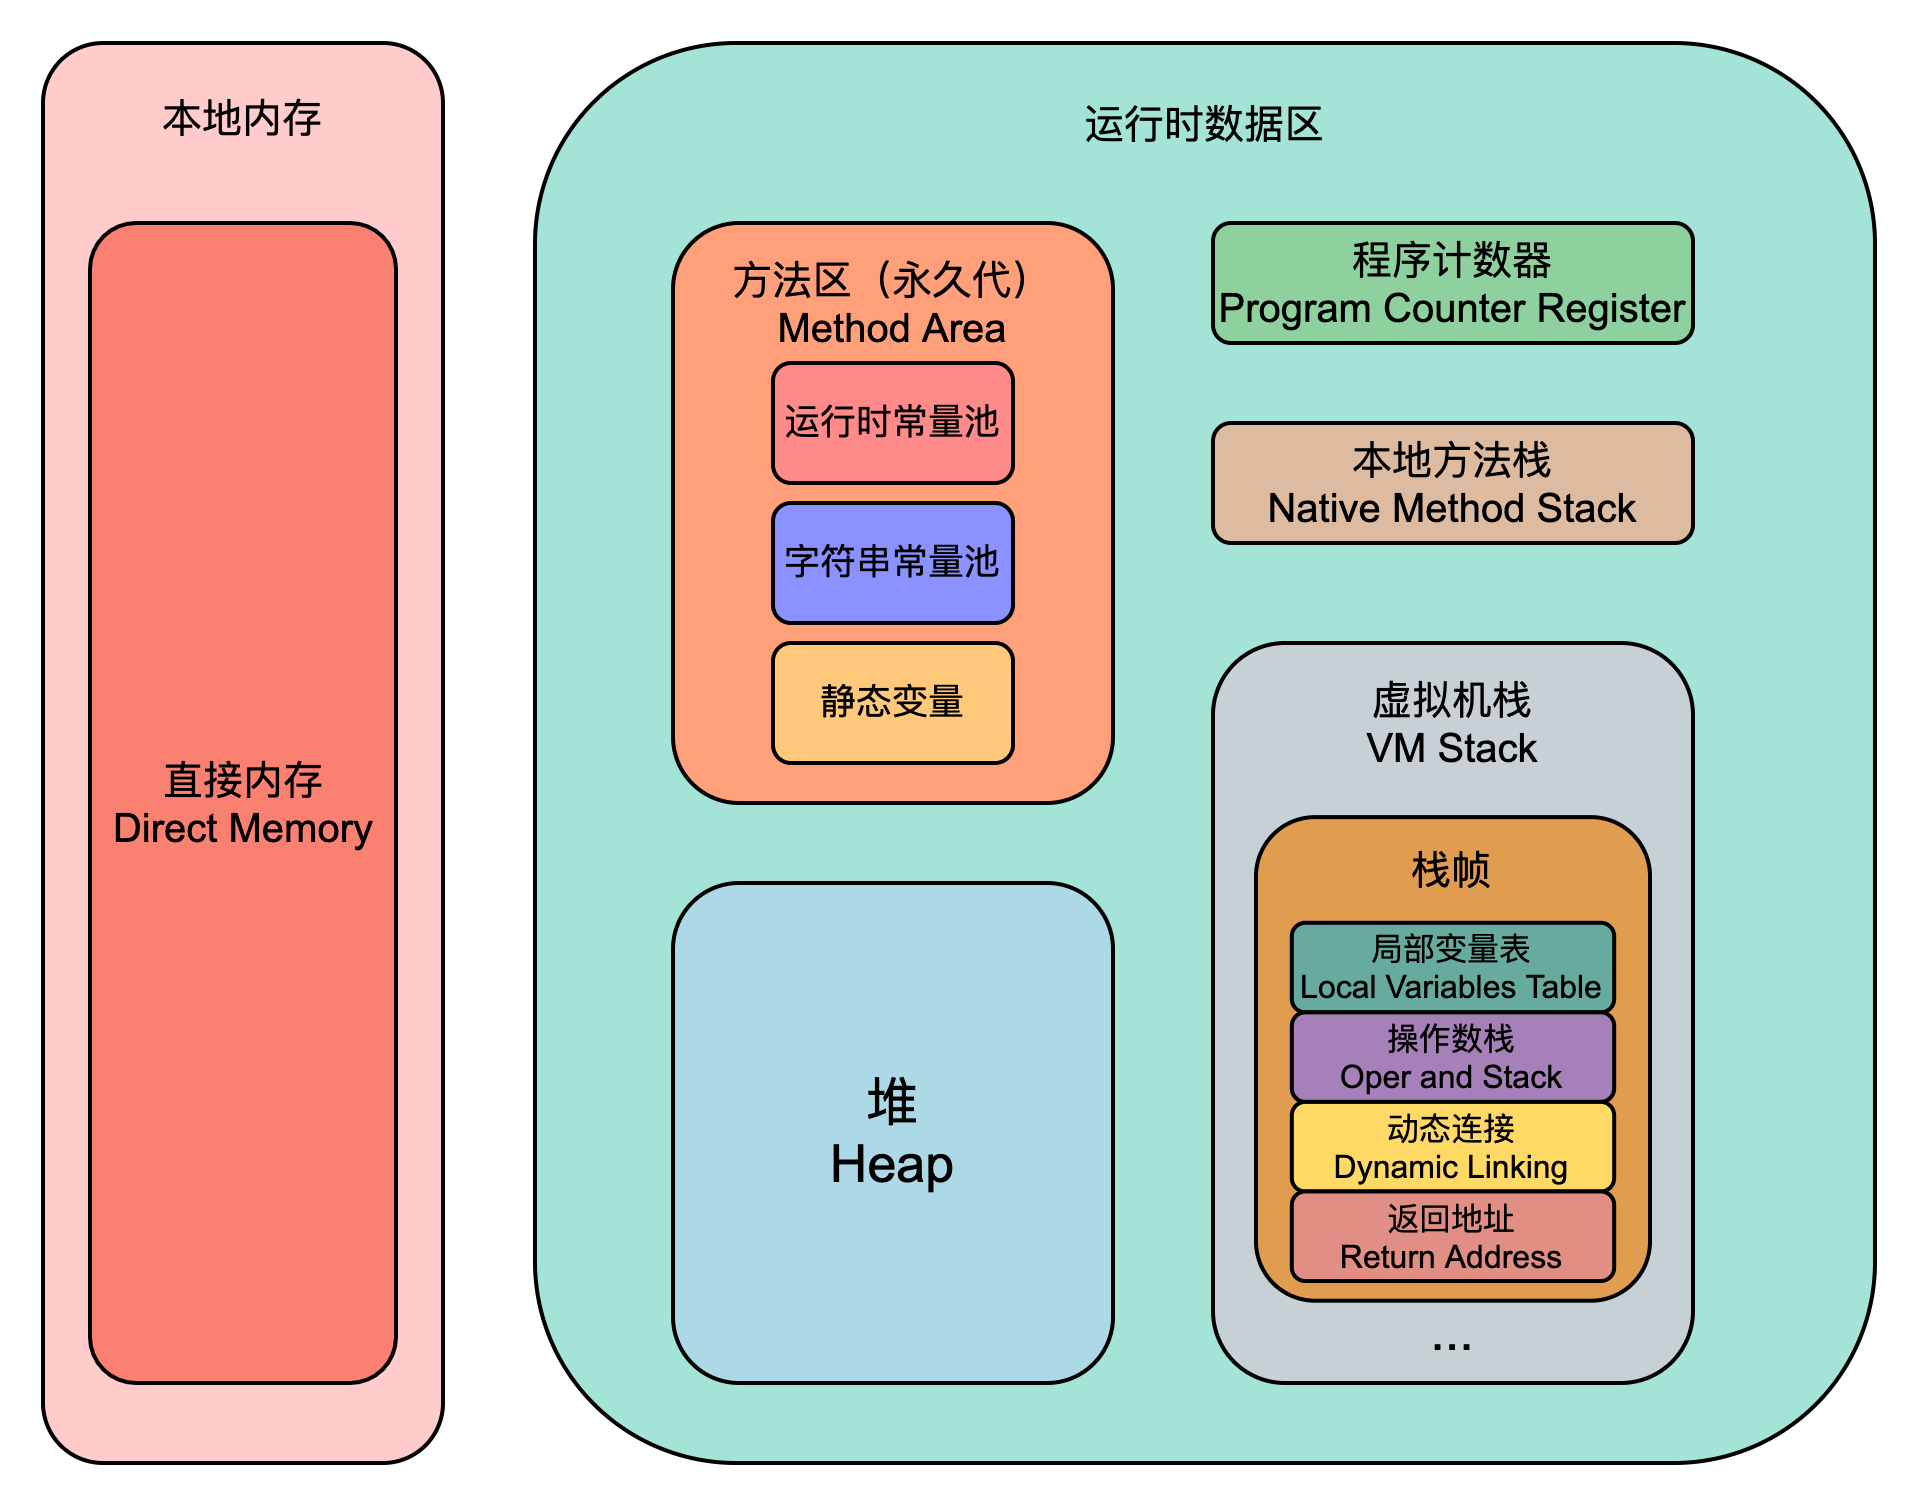 本地内存
直接内存
Direct Memory
运行时数据区
方法区（永久代）
Method Area
运行时常量池
字符串常量池
静态变量
堆
Heap
程序计数器
Program Counter Register
本地方法栈
Native Method Stack
虚拟机栈
VM Stack
栈帧
局部变量表
Local Variables Table
操作数栈
Oper and Stack
动态连接
Dynamic Linking
返回地址
Return Address
...